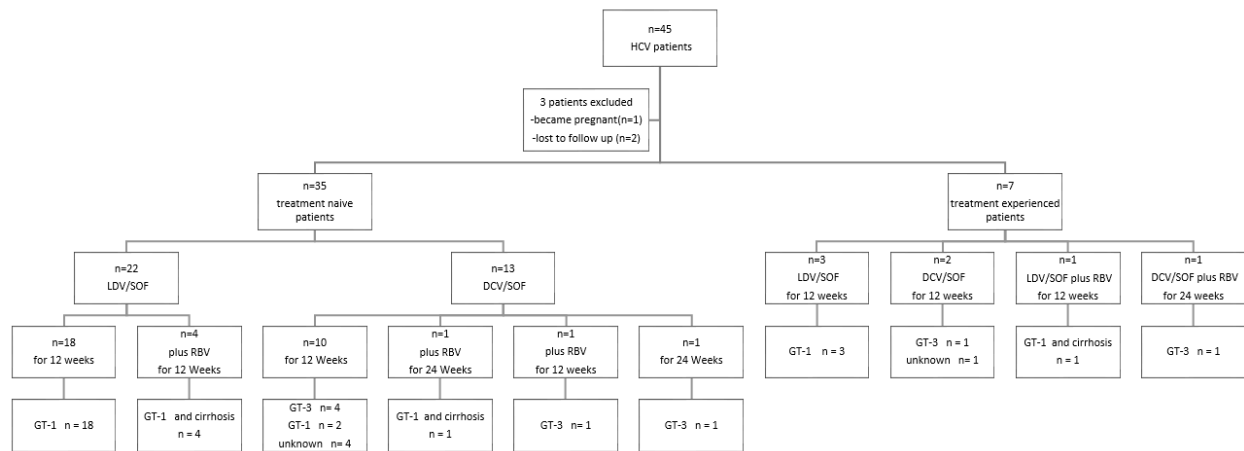 n=45
HCV patients
3 patients excluded
-became pregnant(n=1)
-lost to follow up (n=2)
n=35
treatment naive
patients
n=7
treatment experienced
patients
n=22
LDV/SOF
n=13
DCV/SOF
n=3
LDV/SOF
for 12 weeks
n=2
DCV/SOF
for 12 weeks
n=1
LDV/SOF plus RBV
for 12 weeks
n=1
DCV/SOF plus RBV
for 24 weeks
n=18
for 12 weeks
n=4
plus RBV
for 12 Weeks
n=10
for 12 Weeks
n=1
plus RBV
for 24 Weeks
n=1
plus RBV
for 12 weeks
n=1
for 24 Weeks
GT-1 n = 3
GT-3 n = 1
unknown n= 1
GT-1 and cirrhosis
n = 1
GT-3 n = 1
GT-1 n = 18
GT-1 and cirrhosis
n = 4
GT-3 n= 4
GT-1 n = 2
unknown n= 4
GT-1 and cirrhosis
n = 1
GT-3 n= 1
GT-3 n = 1